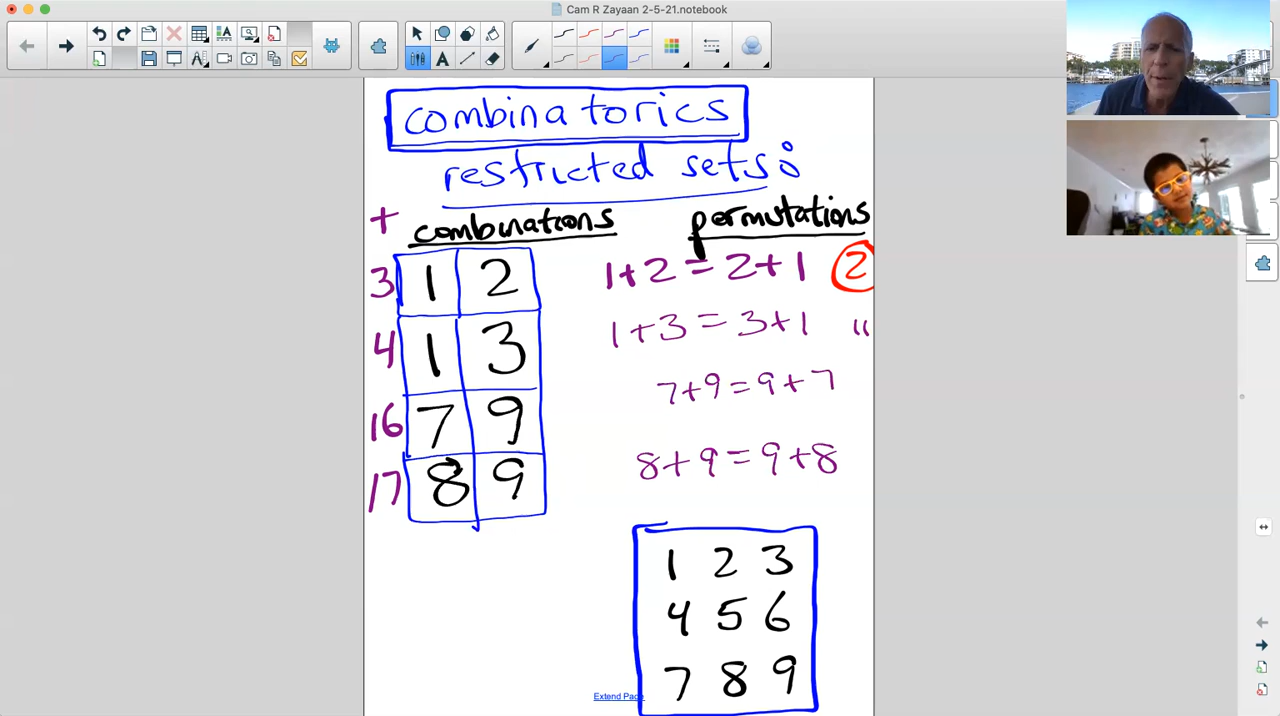 Cam R Zayaan 2-5-21.notebook
combinatorics
restricted sets:
+ combinations permutations
3 1 2 1+2=2+1 2
4 1 3 1+3=3+1 "
16 7 9 7+9=9+7
17 8 9 8+9=9+8
1 2 3
4 5 6
7 8 9
Extend Page